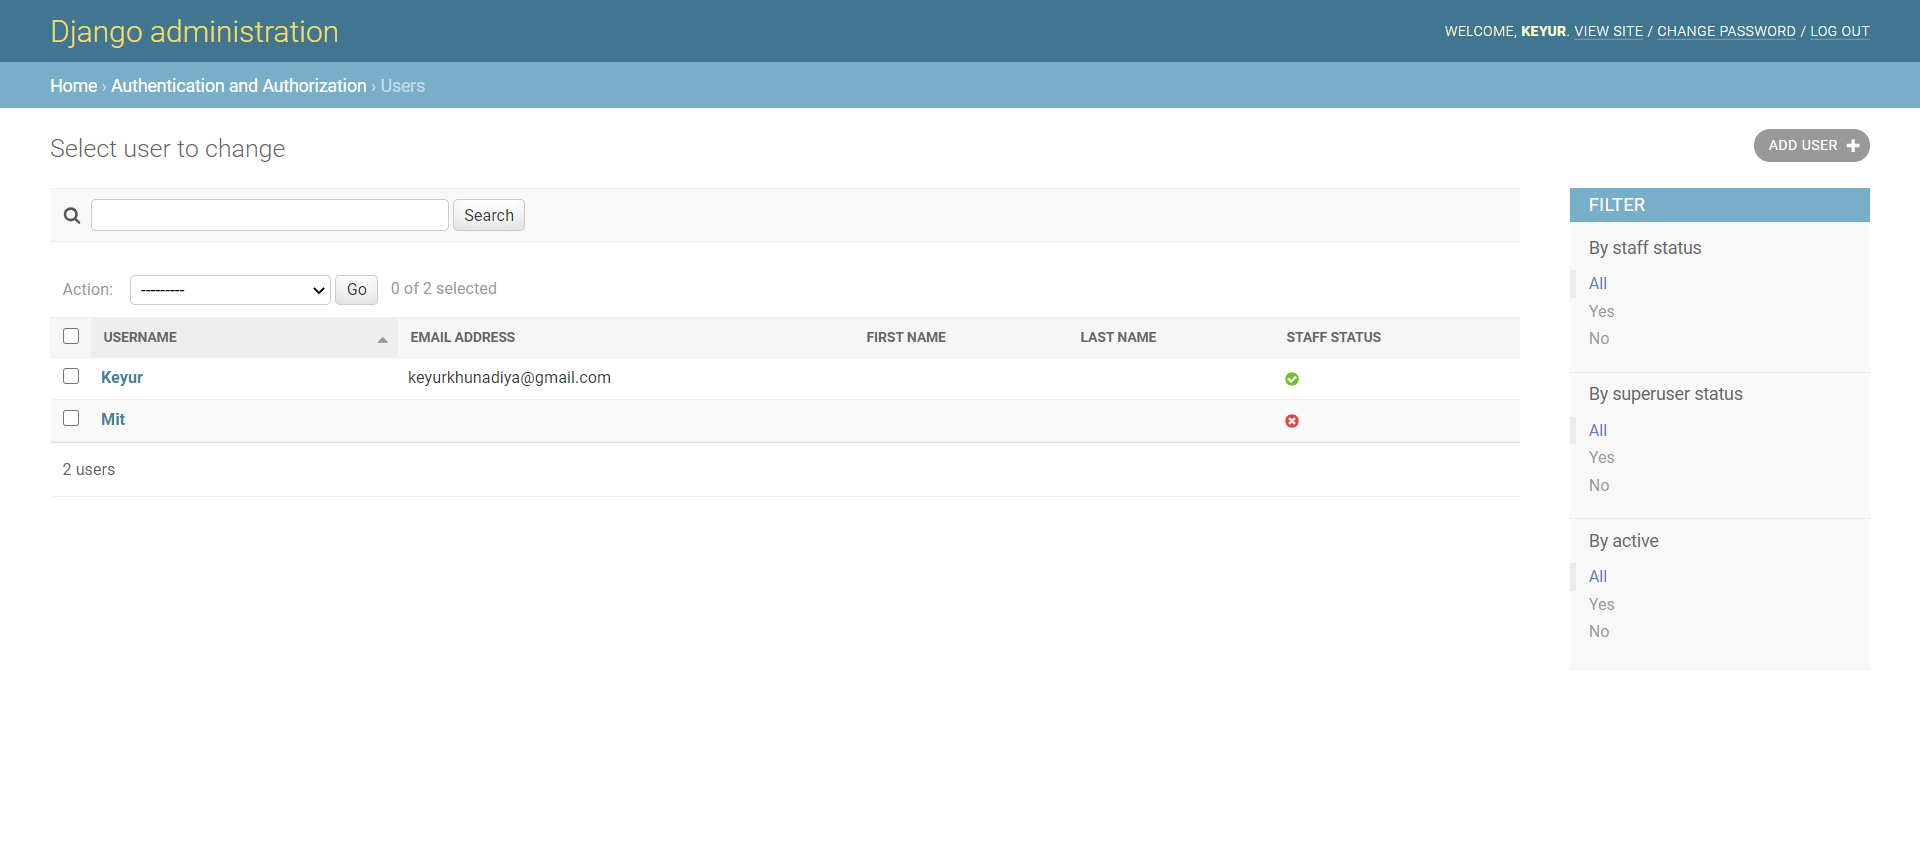 Django administration
WELCOME, KEYUR. VIEW SITE / CHANGE PASSWORD / LOG OUT
Home › Authentication and Authorization › Users
Select user to change
ADD USER
Search
Action: --------- Go 0 of 2 selected
USERNAME EMAIL ADDRESS FIRST NAME LAST NAME STAFF STATUS
Keyur keyurkhunadiya@gmail.com
Mit
2 users
FILTER
By staff status
All
Yes
No
By superuser status
All
Yes
No
By active
All
Yes
No